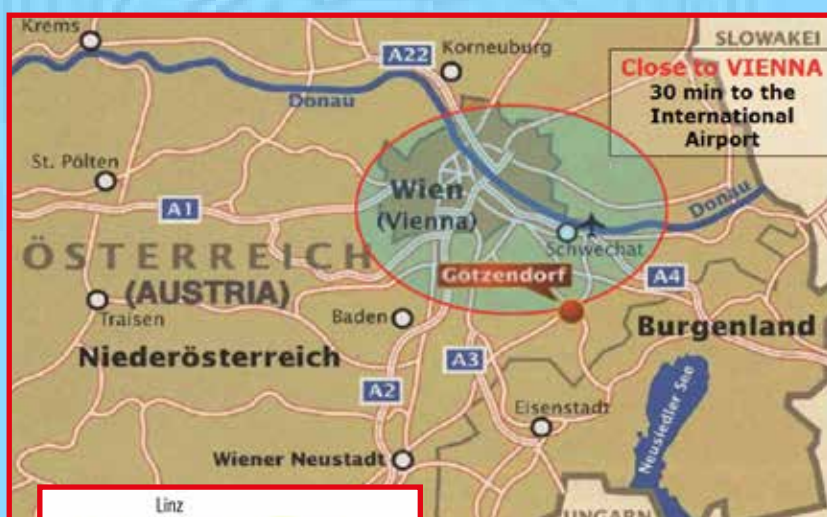 Krems
A22
Korneuburg
SLOWAKEI
Close to VIENNA
30 min to the
International
Airport
Donau
St. Pölten
A1
Wien
(Vienna)
Donau
Schwechat
ÖSTERREICH
(AUSTRIA)
Götzendorf
A4
Traisen
Baden
Burgenland
Niederösterreich
A3
A2
Eisenstadt
Neusiedler See
Wiener Neustadt
UNGARN
Linz